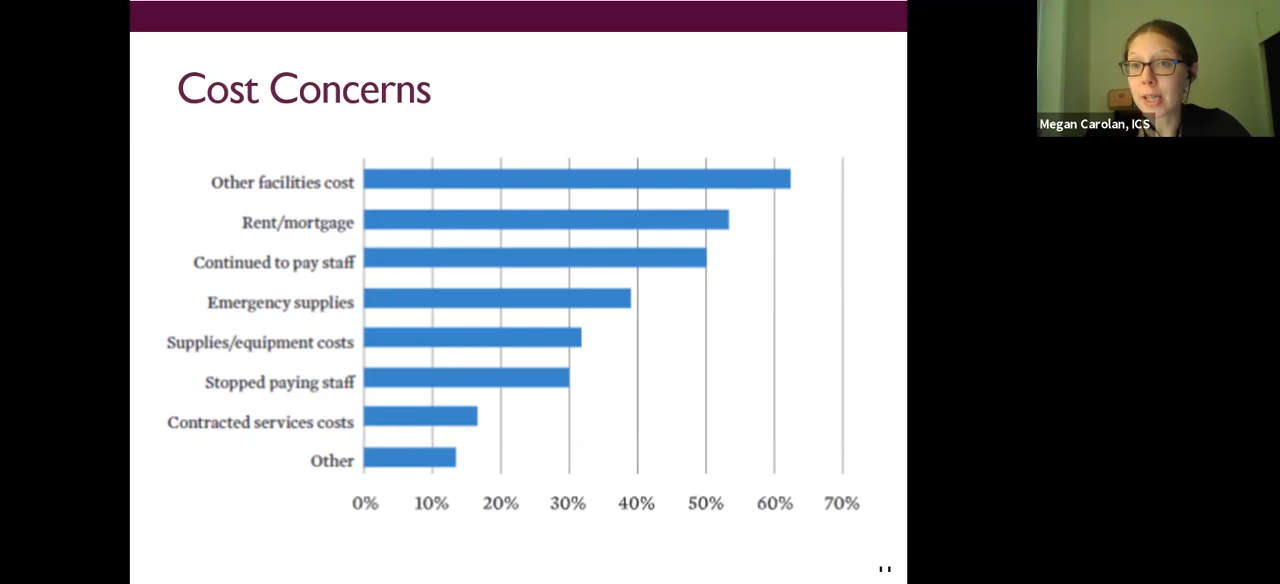 Cost Concerns
Megan Carolan, ICS
Other facilities cost
Rent/mortgage
Continued to pay staff
Emergency supplies
Supplies/equipment costs
Stopped paying staff
Contracted services costs
Other
0% 10% 20% 30% 40% 50% 60% 70%